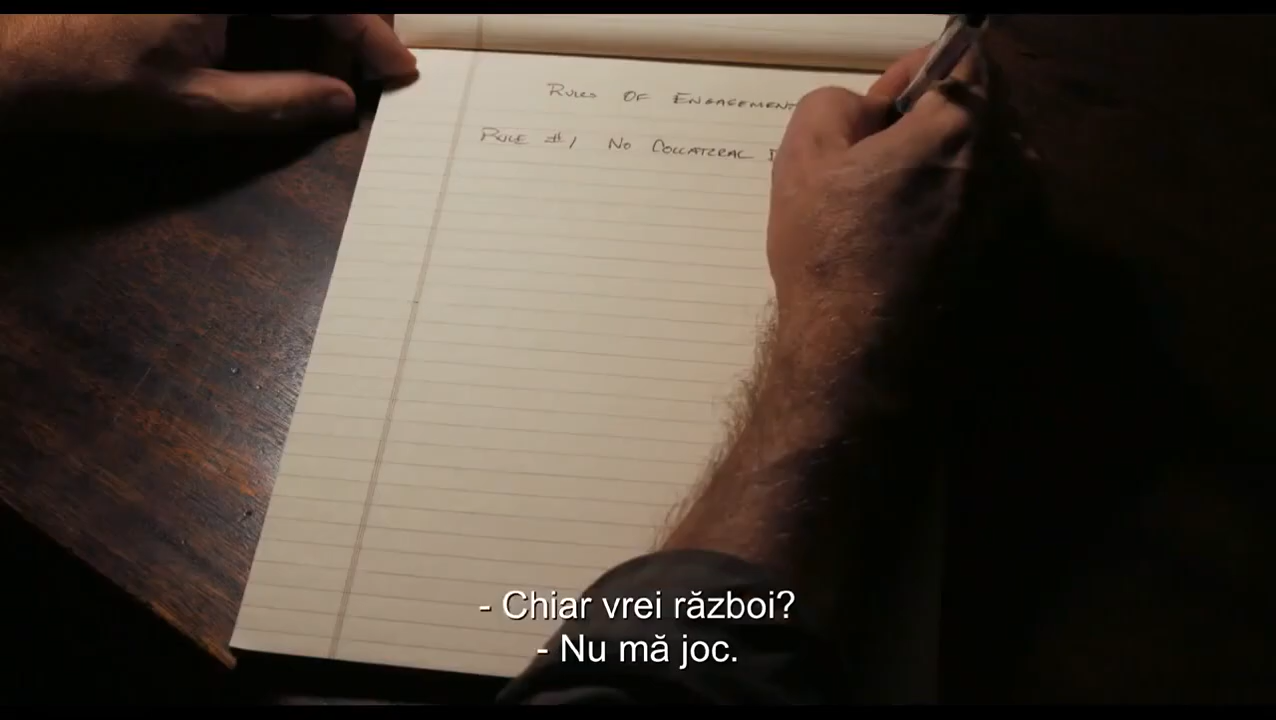 Rules OF ENGAGEMENT
RULE #1 NO COLLATERAL
- Chiar vrei război?
- Nu mă joc.